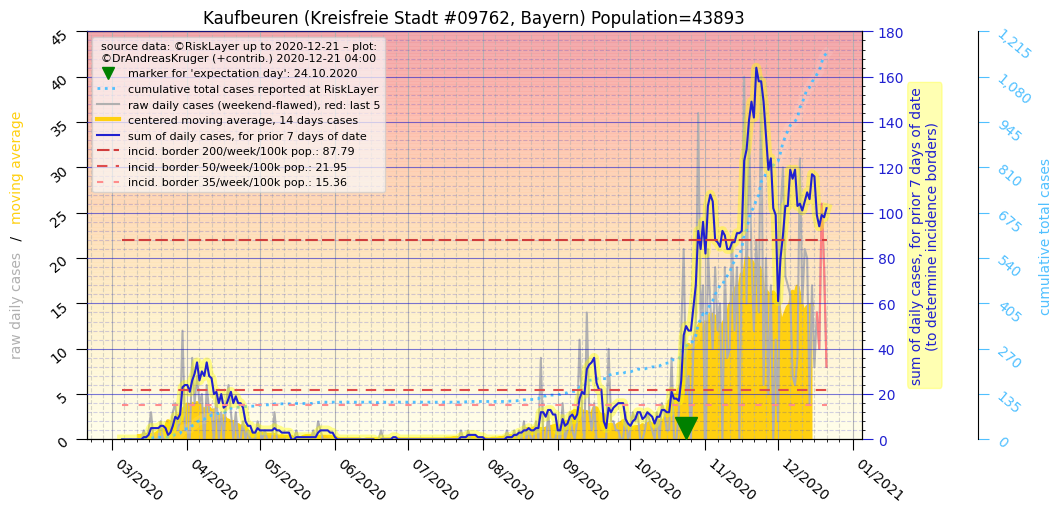 Kaufbeuren (Kreisfreie Stadt #09762, Bayern) Population=43893
source data: ©RiskLayer up to 2020-12-21 – plot:
©DrAndreasKruger (+contrib.) 2020-12-21 04:00
marker for 'expectation day': 24.10.2020
cumulative total cases reported at RiskLayer
raw daily cases (weekend-flawed), red: last 5
centered moving average, 14 days cases
sum of daily cases, for prior 7 days of date
incid. border 200/week/100k pop.: 87.79
incid. border 50/week/100k pop.: 21.95
incid. border 35/week/100k pop.: 15.36
raw daily cases / moving average
45
40
35
30
25
20
15
10
5
0
03/2020
04/2020
05/2020
06/2020
07/2020
08/2020
09/2020
10/2020
11/2020
12/2020
01/2021
180
160
140
120
100
80
60
40
20
0
sum of daily cases, for prior 7 days of date
(to determine incidence borders)
1,215
1,080
945
810
675
540
405
270
135
0
cumulative total cases